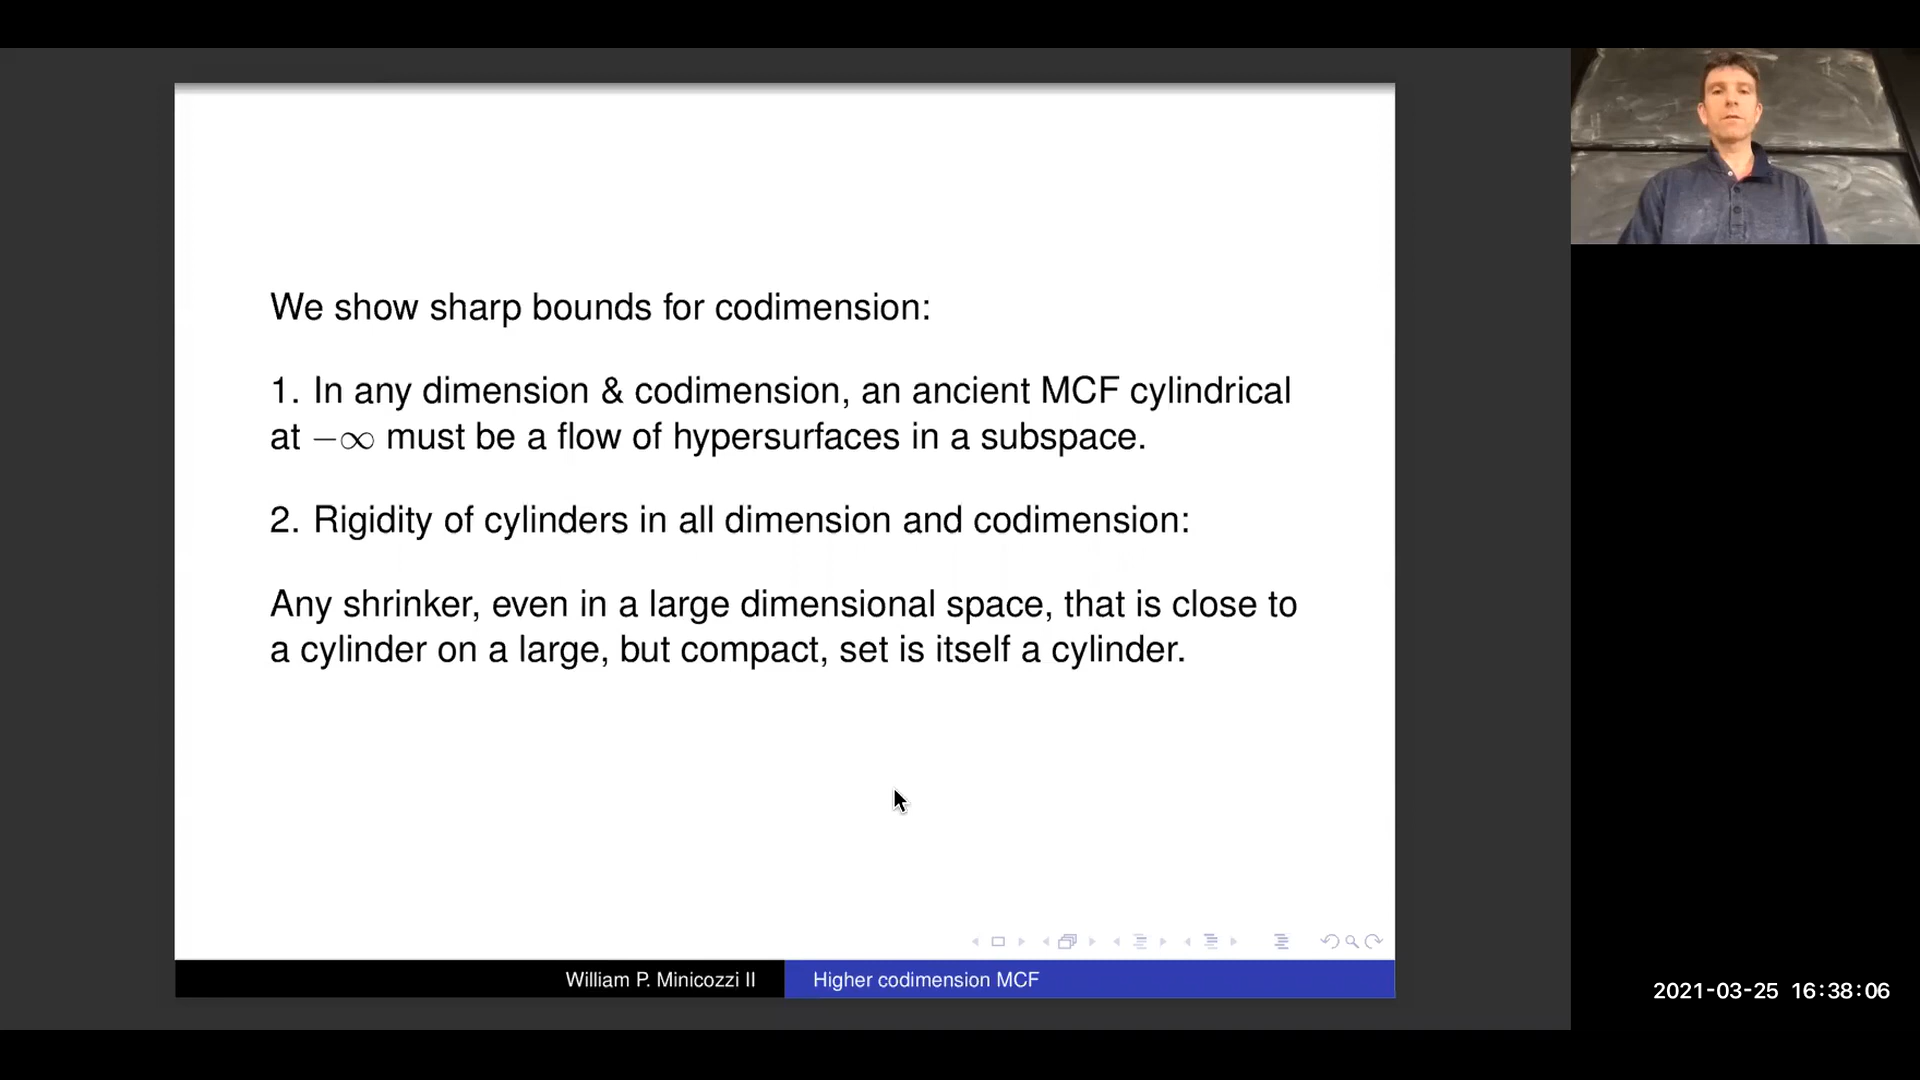 We show sharp bounds for codimension:
1. In any dimension & codimension, an ancient MCF cylindrical
at −∞ must be a flow of hypersurfaces in a subspace.
2. Rigidity of cylinders in all dimension and codimension:
Any shrinker, even in a large dimensional space, that is close to
a cylinder on a large, but compact, set is itself a cylinder.
William P. Minicozzi II
Higher codimension MCF
2021-03-25 16:38:06